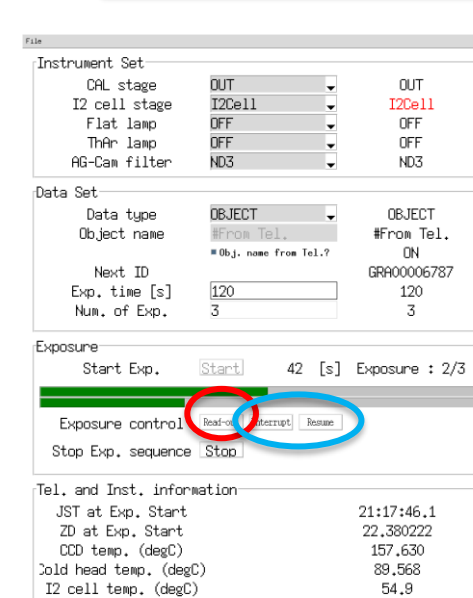 File
Instrument Set
CAL stage OUT OUT
I2 cell stage I2Cell I2Cell
Flat lamp OFF OFF
ThAr lamp OFF OFF
AG-Cam filter ND3 ND3
Data Set
Data type OBJECT OBJECT
Object name #From Tel. #From Tel.
Obj. name from Tel.? ON
Next ID GRA00006787
Exp. time [s] 120 120
Num. of Exp. 3 3
Exposure
Start Exp. Start 42 [s] Exposure : 2/3
Exposure control Read-ou nterrupt Resume
Stop Exp. sequence Stop
Tel. and Inst. information
JST at Exp. Start 21:17:46.1
ZD at Exp. Start 22.380222
CCD temp. (degC) 157.630
Cold head temp. (degC) 89.568
I2 cell temp. (degC) 54.9